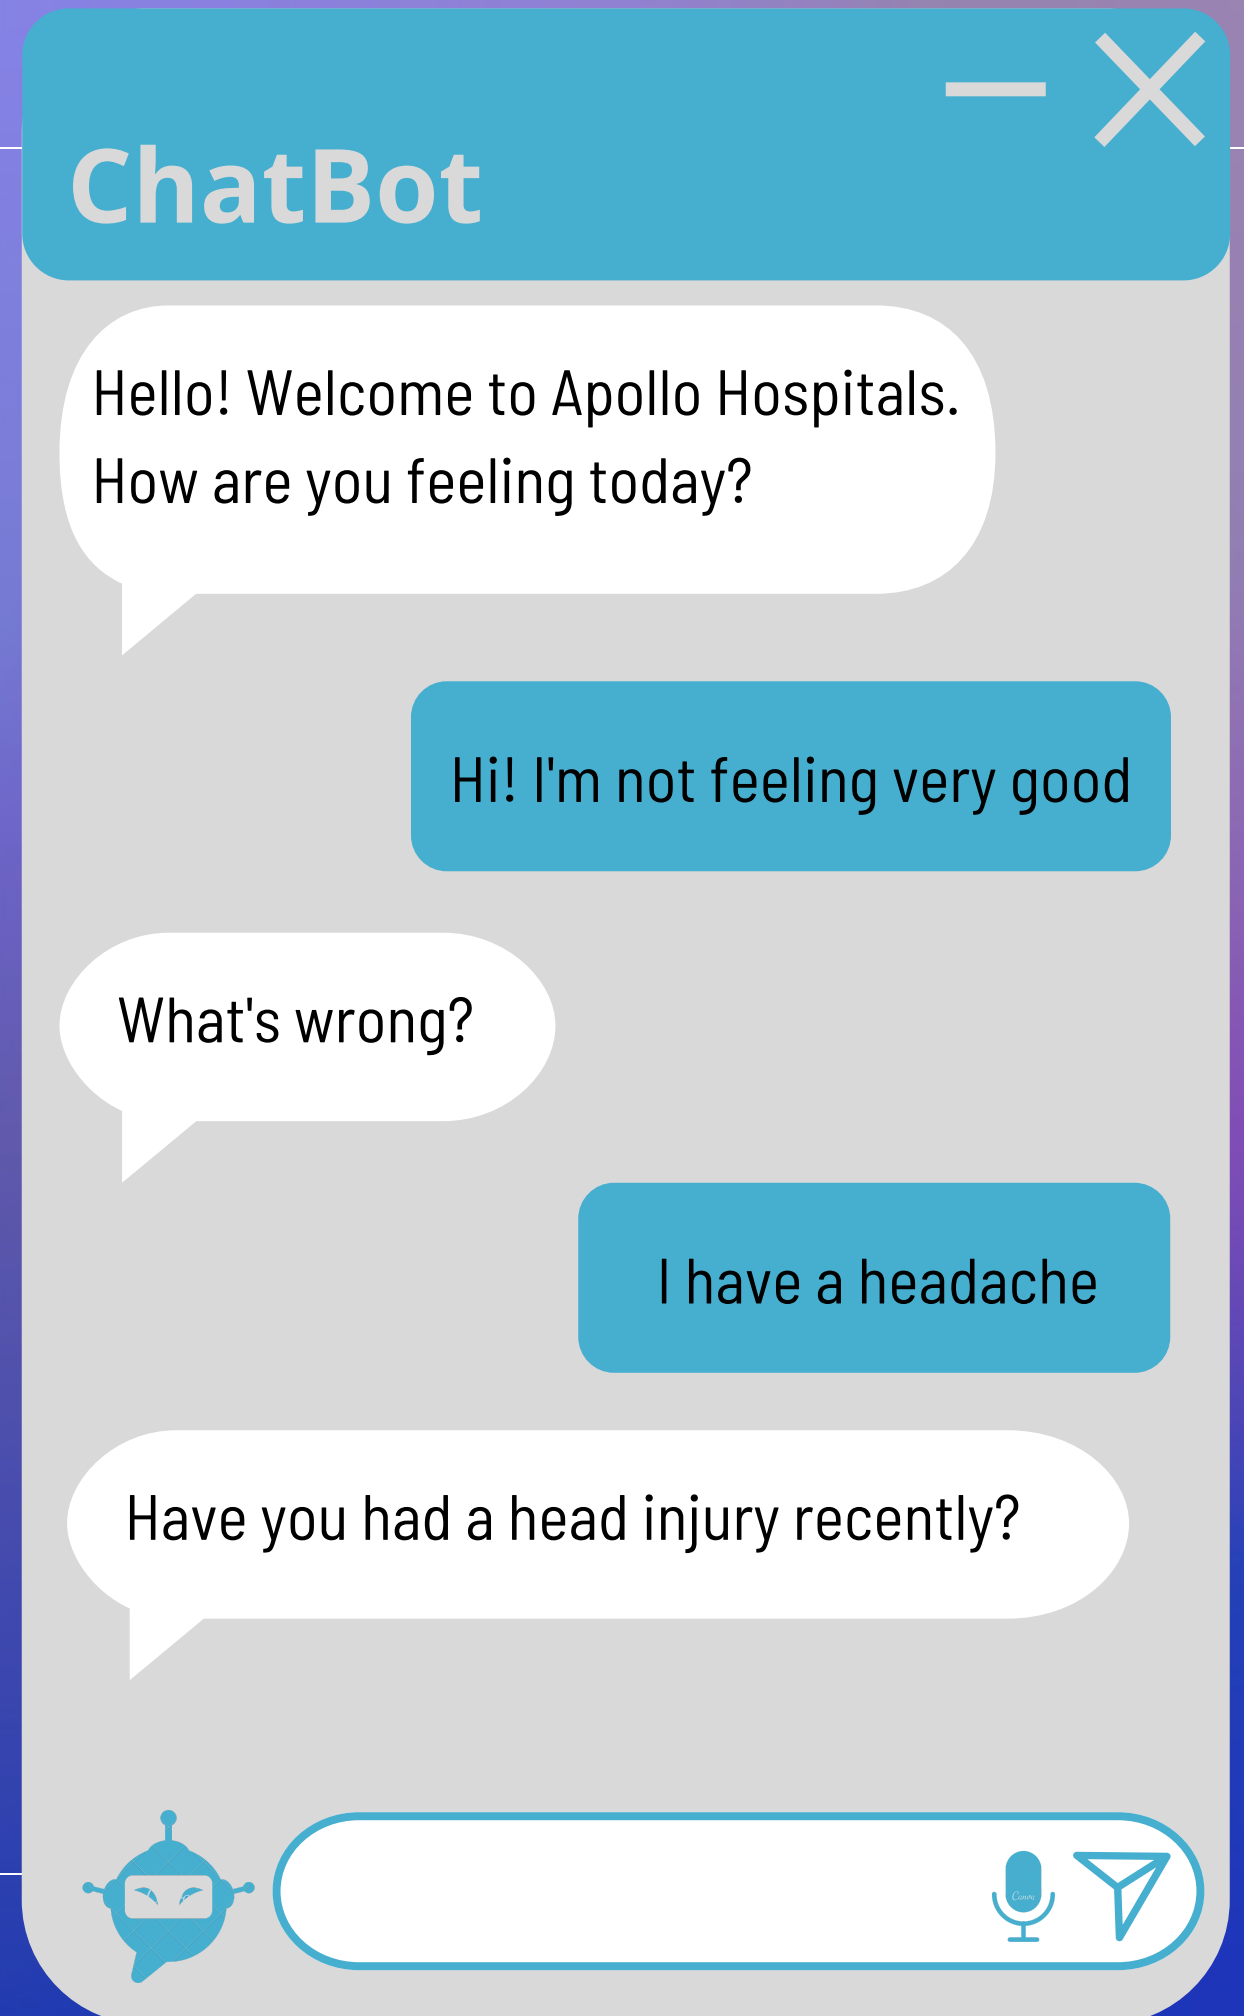 ChatBot
Hello! Welcome to Apollo Hospitals.
How are you feeling today?
Hi! I'm not feeling very good
What's wrong?
I have a headache
Have you had a head injury recently?
Canva